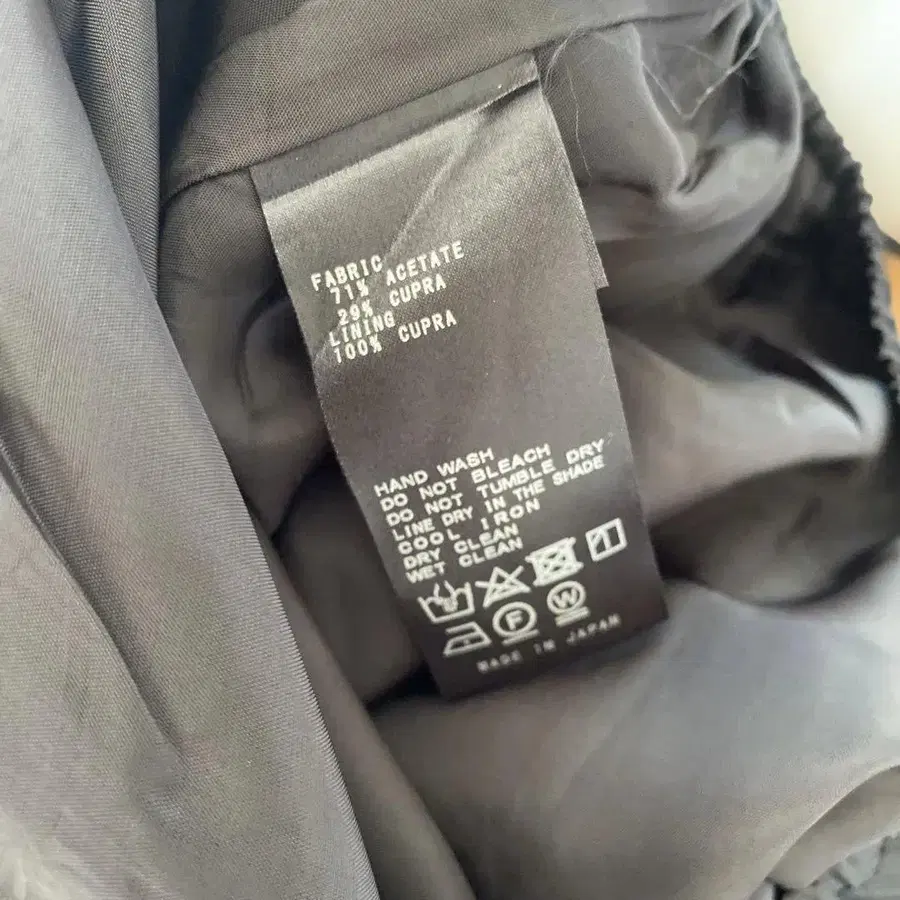 FABRIC
71% ACETATE
29% CUPRA
LINING
100% CUPRA
HAND WASH
DO NOT BLEACH
DO NOT TUMBLE DRY
LINE DRY IN THE SHADE
COOL IRON
DRY CLEAN
WET CLEAN
F W
MADE IN JAPAN